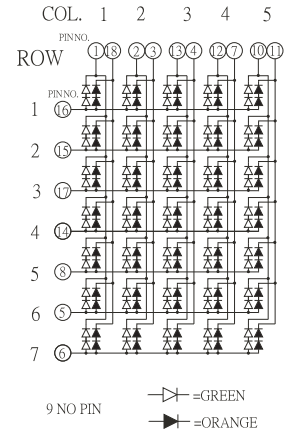 COL. 1 2 3 4 5
PINNO.
ROW 1 18 2 3 13 4 12 7 10 11
PINNO.
1 16
2 15
3 17
4 14
5 8
6 5
7 6
9 NO PIN
=GREEN
=ORANGE